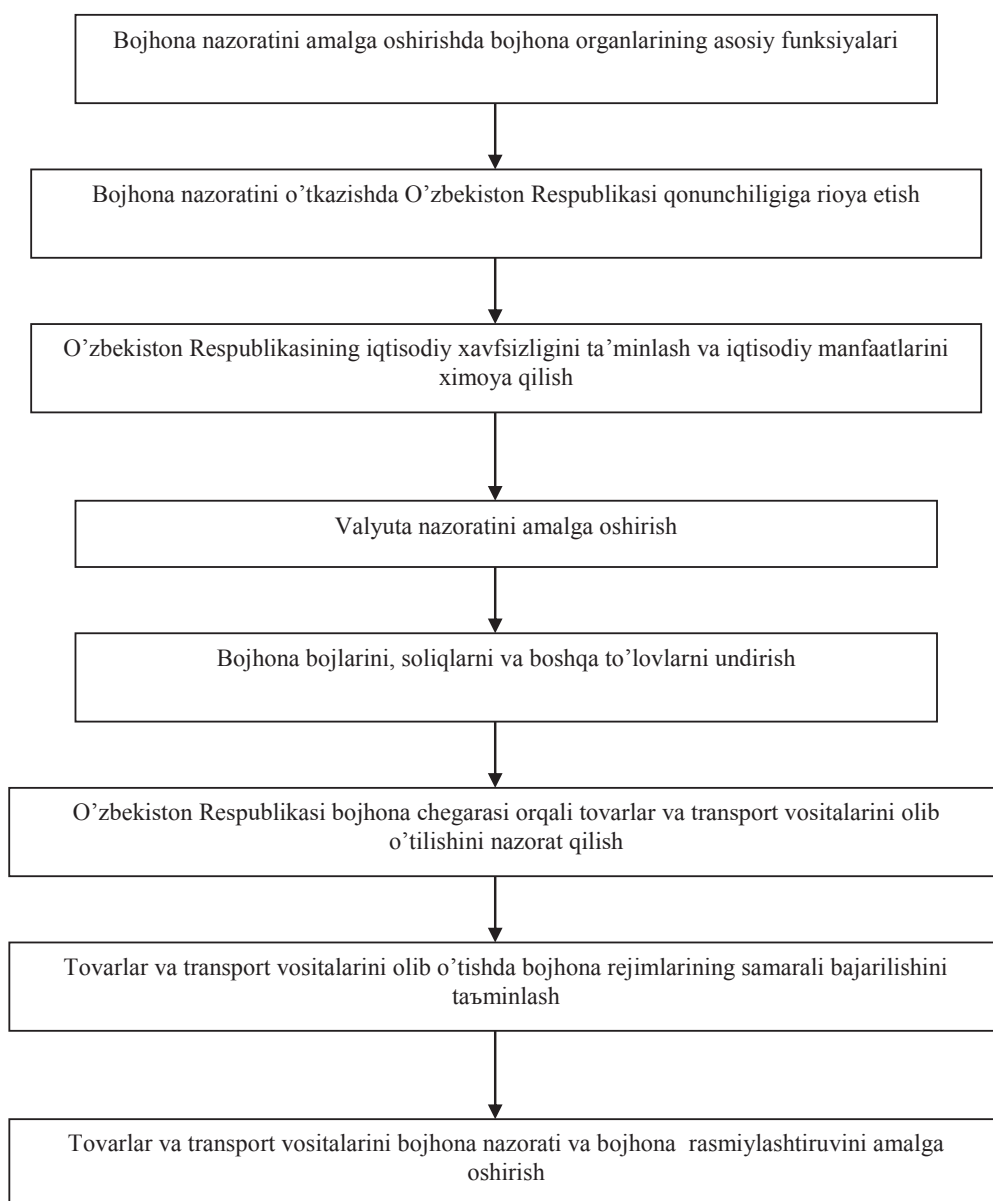 Bojhona nazoratini amalga oshirishda bojhona organlarining asosiy funksiyalari
Bojhona nazoratini o’tkazishda O’zbekiston Respublikasi qonunchiligiga rioya etish
O’zbekiston Respublikasining iqtisodiy xavfsizligini ta’minlash va iqtisodiy manfaatlarini
ximoya qilish
Valyuta nazoratini amalga oshirish
Bojhona bojlarini, soliqlarni va boshqa to’lovlarni undirish
O’zbekiston Respublikasi bojhona chegarasi orqali tovarlar va transport vositalarini olib
o’tilishini nazorat qilish
Tovarlar va transport vositalarini olib o’tishda bojhona rejimlarining samarali bajarilishini
taъminlash
Tovarlar va transport vositalarini bojhona nazorati va bojhona rasmiylashtiruvini amalga
oshirish